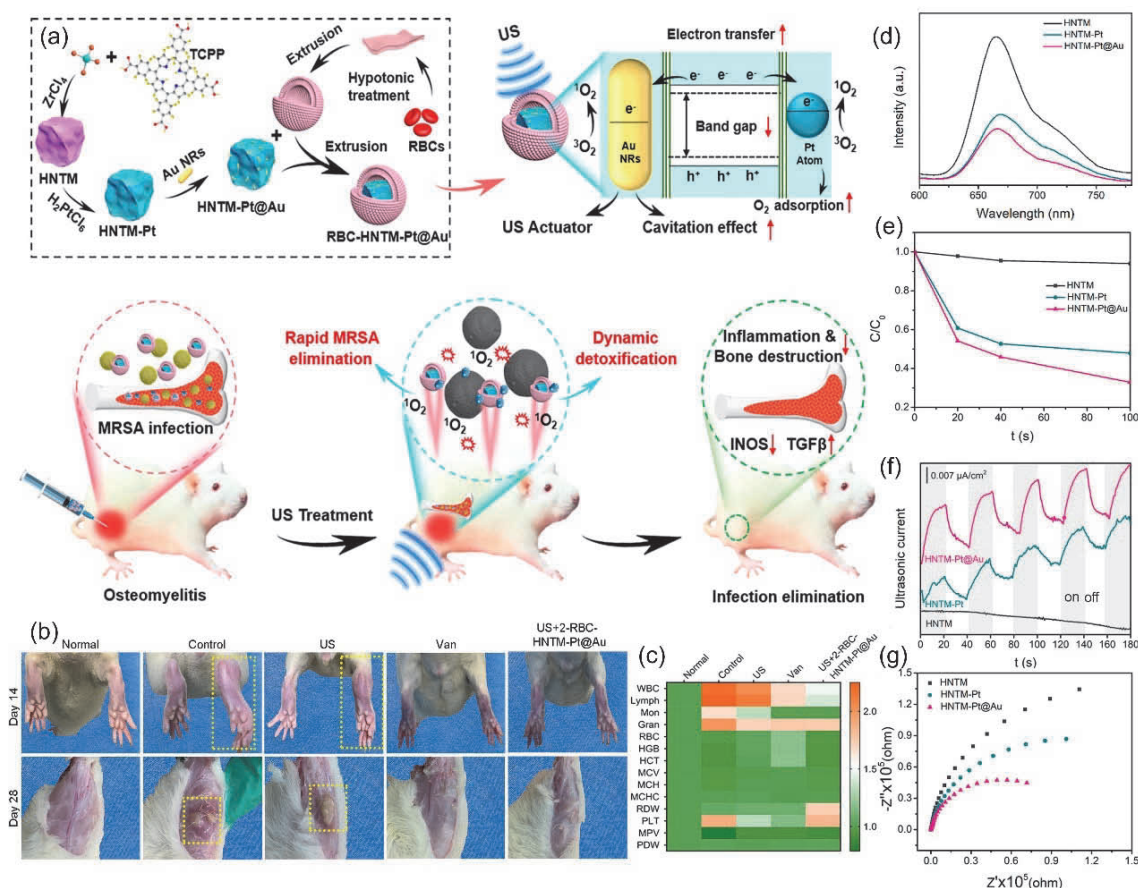 (a)
TCPP
ZrCl4
HNTM
H2PtCl6
HNTM-Pt
Au NRs
HNTM-Pt@Au
Extrusion
Hypotonic
treatment
RBCs
Extrusion
RBC-HNTM-Pt@Au
US
Electron transfer
e- e- e-
1O2
3O2
e-
Au
NRs
Band gap
h+ h+ h+
e-
Pt
Atom
1O2
3O2
O2 adsorption
US Actuator
Cavitation effect
MRSA infection
Osteomyelitis
US Treatment
Rapid MRSA
elimination
1O2
1O2
1O2
1O2
Dynamic
detoxification
Inflammation &
Bone destruction
INOS TGFβ
Infection elimination
(b)
Normal
Control
US
Van
US+2-RBC-
HNTM-Pt@Au
Day 14
Day 28
(c)
Normal
Control
US
Van
US+2-RBC-
HNTM-Pt@Au
WBC
Lymph
Mon
Gran
RBC
HGB
HCT
MCV
MCH
MCHC
RDW
PLT
MPV
PDW
2.0
1.5
1.0
(d)
Intensity (a.u.)
HNTM
HNTM-Pt
HNTM-Pt@Au
600 650 700 750
Wavelength (nm)
(e)
C/C0
1.0
0.8
0.6
0.4
0.2
HNTM
HNTM-Pt
HNTM-Pt@Au
0 20 40 60 80 100
t (s)
(f)
0.007 μA/cm2
Ultrasonic current
HNTM-Pt@Au
HNTM-Pt
HNTM
on off
0 20 40 60 80 100 120 140 160 180
t (s)
(g)
HNTM
HNTM-Pt
HNTM-Pt@Au
-Z''x10^5(ohm)
1.5
1.2
0.9
0.6
0.3
0.0
0.0 0.3 0.6 0.9 1.2 1.5
Z'x10^5(ohm)